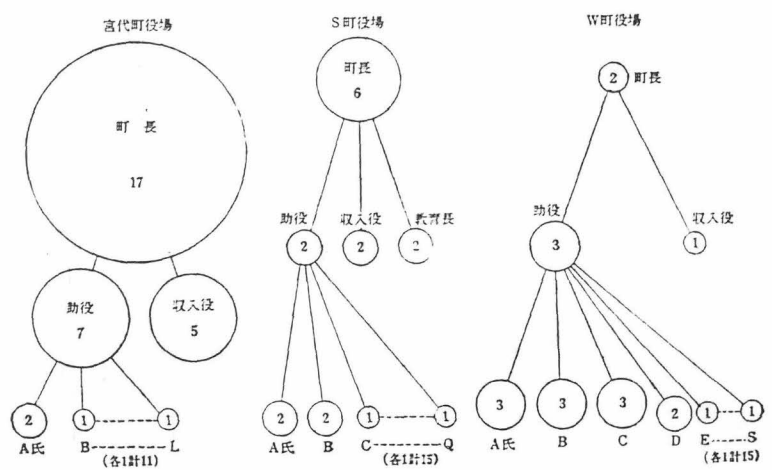 宮代町役場
町長
17
助役
7
収入役
5
2
A氏
1
B
1
L
(各1計11)
S町役場
町長
6
助役
2
収入役
2
教育長
2
2
A氏
2
B
1
C
1
Q
(各1計15)
W町役場
2 町長
助役
3
収入役
1
3
A氏
3
B
3
C
2
D
1
E
1
S
(各1計15)